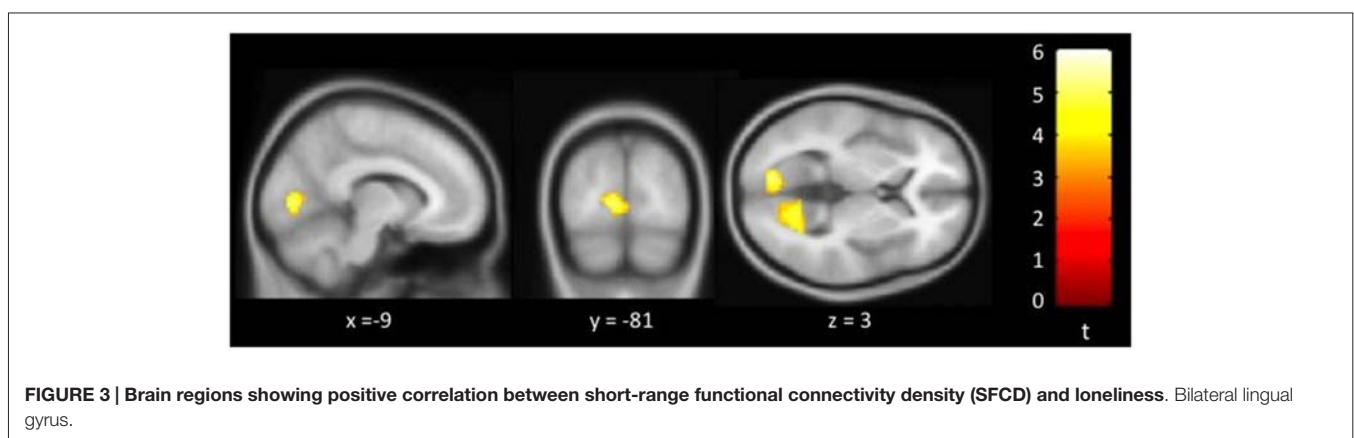 6
5
4
3
2
1
0
x =-9
y = -81
z = 3
t
FIGURE 3 | Brain regions showing positive correlation between short-range functional connectivity density (SFCD) and loneliness. Bilateral lingual
gyrus.